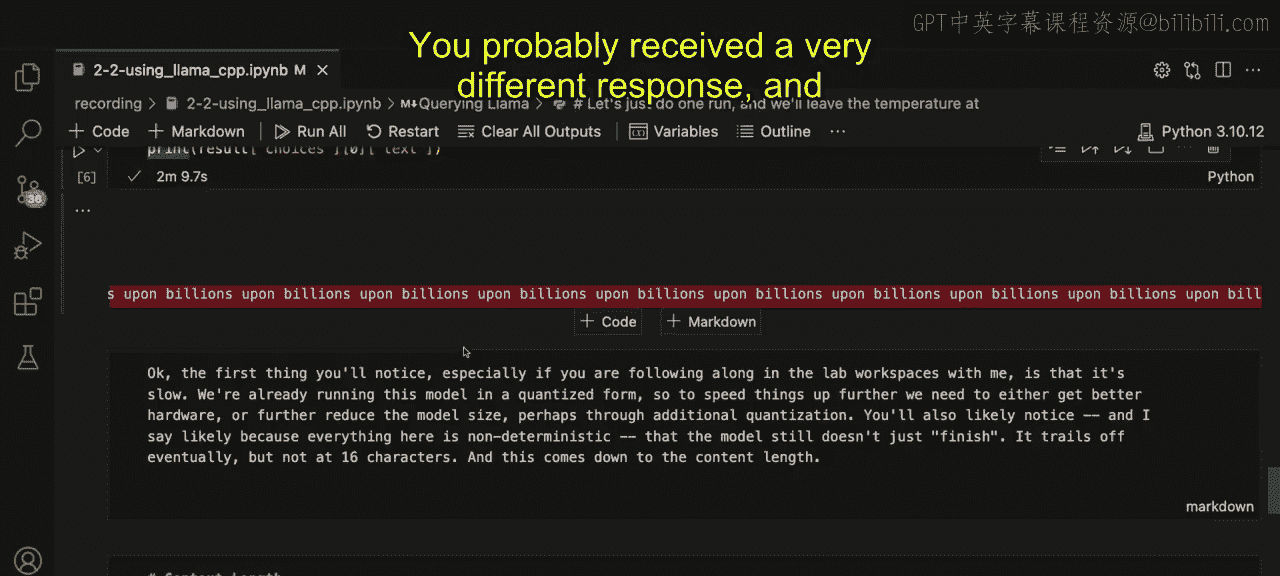 GPT中英字幕课程资源@bilibili.com
You probably received a very
different response, and
2-2-using_llama_cpp.ipynb M
recording > 2-2-using_llama_cpp.ipynb > M↓Querying Llama > # Let's just do one run, and we'll leave the temperature at
+ Code + Markdown Run All Restart Clear All Outputs Variables Outline ... Python 3.10.12
print(result['choices'][0]['text'])
[6] ✓ 2m 9.7s Python
36
...
s upon billions upon billions upon billions upon billions upon billions upon billions upon billions upon billions upon billions upon bill
+ Code + Markdown
Ok, the first thing you'll notice, especially if you are following along in the lab workspaces with me, is that it's
slow. We're already running this model in a quantized form, so to speed things up further we need to either get better
hardware, or further reduce the model size, perhaps through additional quantization. You'll also likely notice -- and I
say likely because everything here is non-deterministic -- that the model still doesn't just "finish". It trails off
eventually, but not at 16 characters. And this comes down to the content length.
markdown
# Content Length